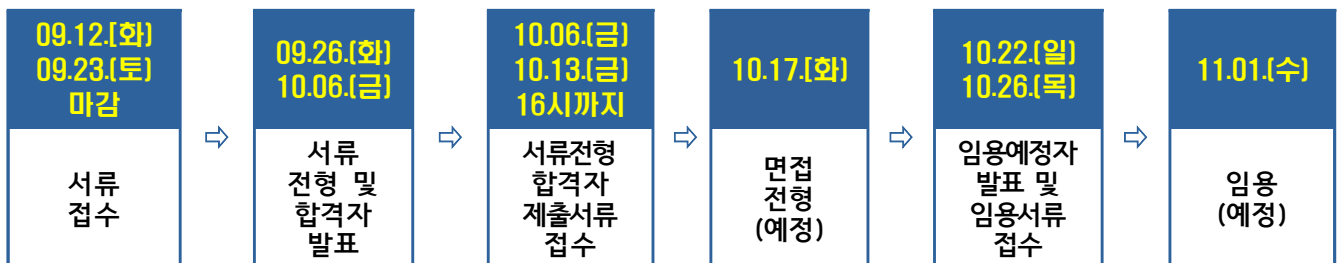 09.12.[화]
09.23.(토)
마감
서류
접수
⇨
09.26.(화)
10.06.(금)
서류
전형 및
합격자
발표
⇨
10.06.(금)
10.13.(금)
16시까지
서류전형
합격자
제출서류
접수
⇨
10.17.[화]
면접
전형
(예정)
⇨
10.22.(일)
10.26.(목)
임용예정자
발표 및
임용서류
접수
⇨
11.01.(수)
임용
(예정)